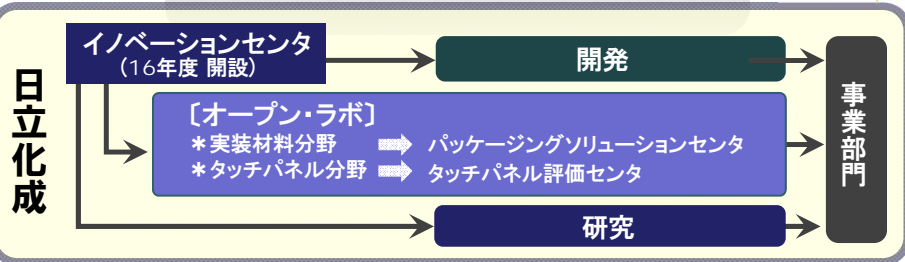 日立化成
イノベーションセンタ
(16年度 開設)
開発
〔オープン・ラボ〕
*実装材料分野 パッケージングソリューションセンタ
*タッチパネル分野 タッチパネル評価センタ
研究
事業部門